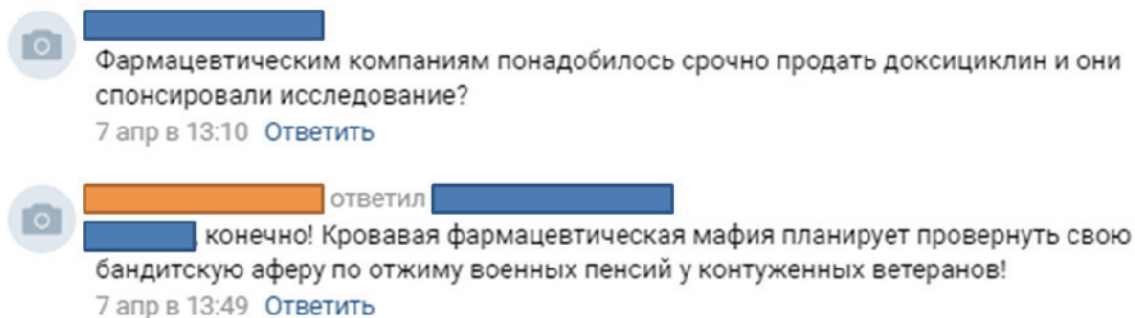 Фармацевтическим компаниям понадобилось срочно продать доксициклин и они
спонсировали исследование?
7 апр в 13:10 Ответить
ответил
, конечно! Кровавая фармацевтическая мафия планирует провернуть свою
бандитскую аферу по отжиму военных пенсий у контуженных ветеранов!
7 апр в 13:49 Ответить